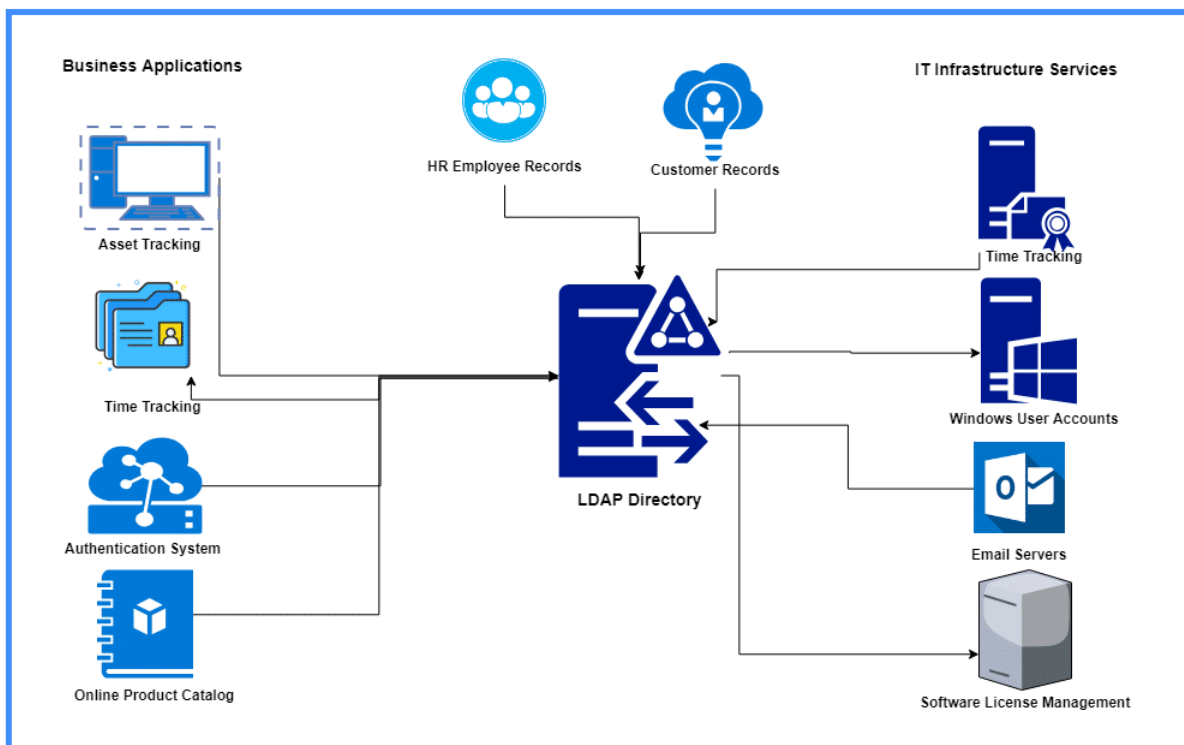 Business Applications
IT Infrastructure Services
HR Employee Records
Customer Records
Asset Tracking
Time Tracking
Time Tracking
Windows User Accounts
LDAP Directory
O
Authentication System
Email Servers
Online Product Catalog
Software License Management